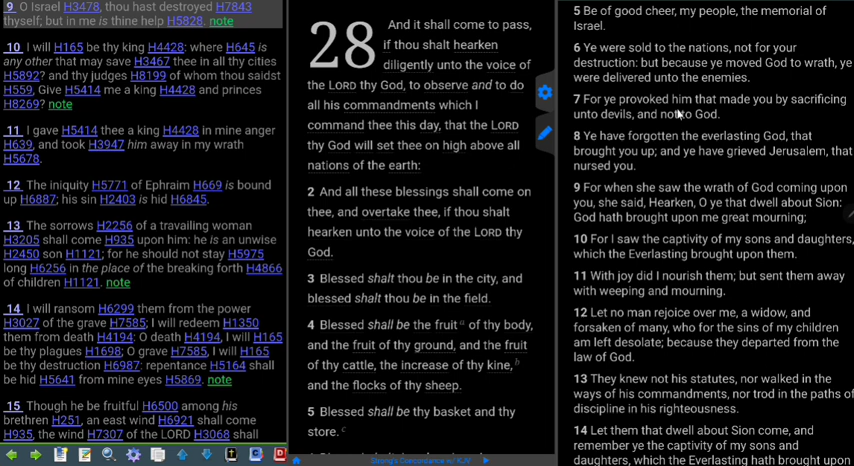 9 O Israel H3478, thou hast destroyed H7843
thyself; but in me is thine help H5828. note
10 I will H165 be thy king H4428: where H645 is
any other that may save H3467 thee in all thy cities
H5892? and thy judges H8199 of whom thou saidst
H559, Give H5414 me a king H4428 and princes
H8269? note
11 I gave H5414 thee a king H4428 in mine anger
H639, and took H3947 him away in my wrath
H5678.
12 The iniquity H5771 of Ephraim H669 is bound
up H6887; his sin H2403 is hid H6845.
13 The sorrows H2256 of a travailing woman
H3205 shall come H935 upon him: he is an unwise
H2450 son H1121; for he should not stay H5975
long H6256 in the place of the breaking forth H4866
of children H1121. note
14 I will ransom H6299 them from the power
H3027 of the grave H7585; I will redeem H1350
them from death H4194: O death H4194, I will H165
be thy plagues H1698; O grave H7585, I will H165
be thy destruction H6987: repentance H5164 shall
be hid H5641 from mine eyes H5869. note
15 Though he be fruitful H6500 among his
brethren H251, an east wind H6921 shall come
H935, the wind H7307 of the LORD H3068 shall
28 And it shall come to pass,
if thou shalt hearken
diligently unto the voice of
the LORD thy God, to observe and to do
all his commandments which I
command thee this day, that the LORD
thy God will set thee on high above all
nations of the earth:
2 And all these blessings shall come on
thee, and overtake thee, if thou shalt
hearken unto the voice of the LORD thy
God.
3 Blessed shalt thou be in the city, and
blessed shalt thou be in the field.
4 Blessed shall be the fruit a of thy body,
and the fruit of thy ground, and the fruit
of thy cattle, the increase of thy kine, b
and the flocks of thy sheep.
5 Blessed shall be thy basket and thy
store. c
Strong's Concordance w/ KJV
5 Be of good cheer, my people, the memorial of
Israel.
6 Ye were sold to the nations, not for your
destruction: but because ye moved God to wrath, ye
were delivered unto the enemies.
7 For ye provoked him that made you by sacrificing
unto devils, and not to God.
8 Ye have forgotten the everlasting God, that
brought you up; and ye have grieved Jerusalem, that
nursed you.
9 For when she saw the wrath of God coming upon
you, she said, Hearken, O ye that dwell about Sion:
God hath brought upon me great mourning;
10 For I saw the captivity of my sons and daughters,
which the Everlasting brought upon them.
11 With joy did I nourish them; but sent them away
with weeping and mourning.
12 Let no man rejoice over me, a widow, and
forsaken of many, who for the sins of my children
am left desolate; because they departed from the
law of God.
13 They knew not his statutes, nor walked in the
ways of his commandments, nor trod in the paths of
discipline in his righteousness.
14 Let them that dwell about Sion come, and
remember ye the captivity of my sons and
daughters, which the Everlasting hath brought upon